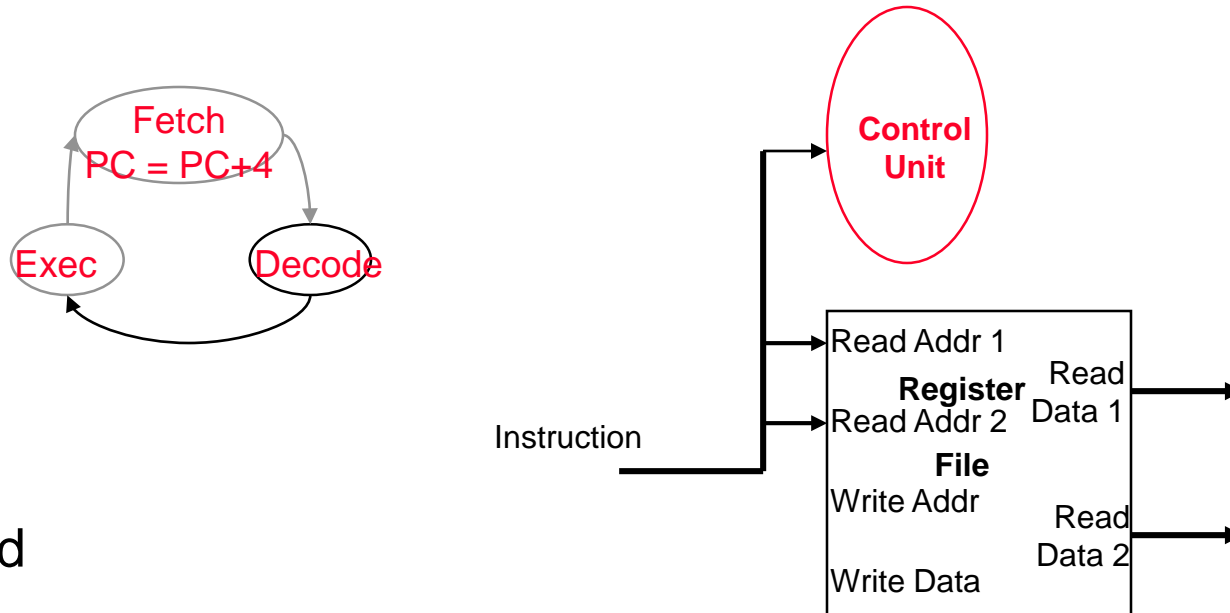 Fetch
PC = PC+4
Exec
Decode
Control
Unit
Instruction
Read Addr 1
Register
Read Addr 2
File
Write Addr
Write Data
Read
Data 1
Read
Data 2
d